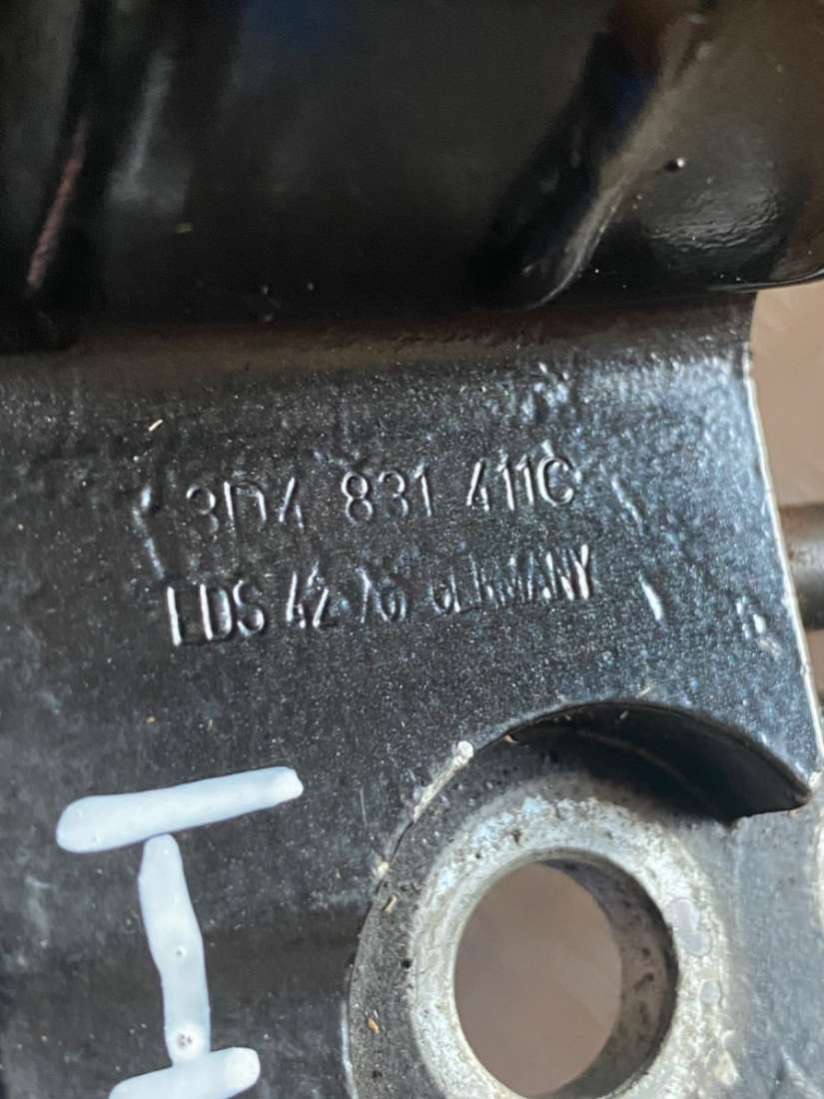 3D4 831 411C
EDS 42 76 GERMANY
I